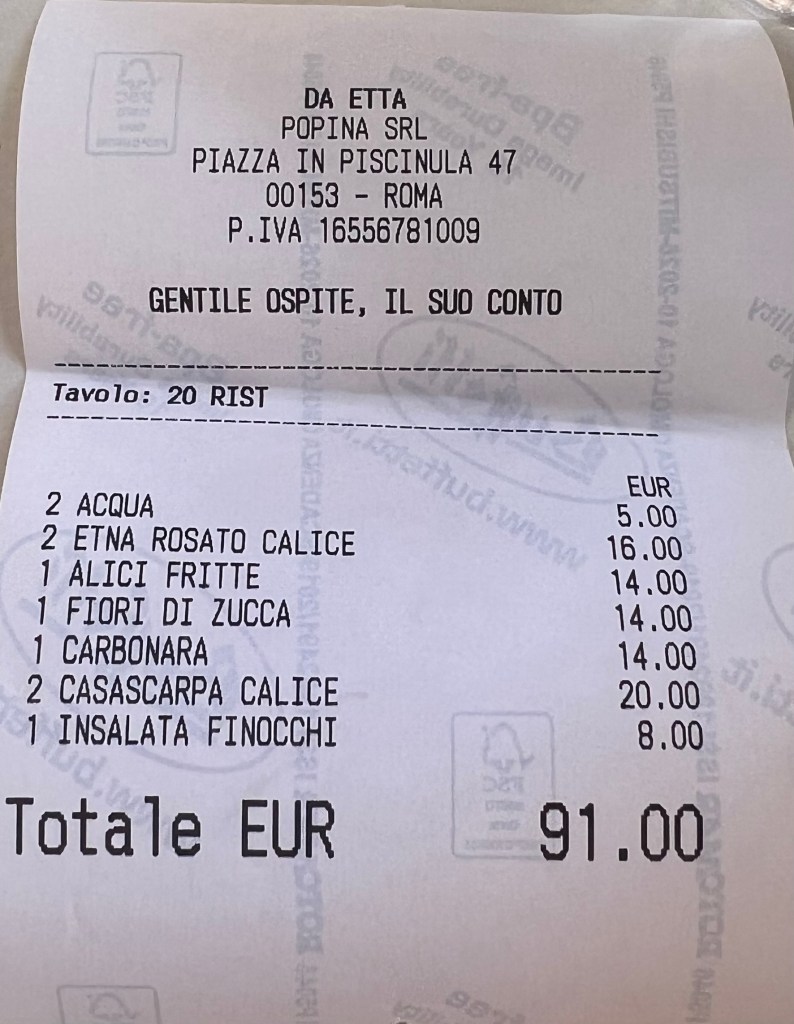 DA ETTA
POPINA SRL
PIAZZA IN PISCINULA 47
00153 - ROMA
P.IVA 16556781009
GENTILE OSPITE, IL SUO CONTO
Tavolo: 20 RIST
EUR
2 ACQUA 5.00
2 ETNA ROSATO CALICE 16.00
1 ALICI FRITTE 14.00
1 FIORI DI ZUCCA 14.00
1 CARBONARA 14.00
2 CASASCARPA CALICE 20.00
1 INSALATA FINOCCHI 8.00
Totale EUR 91.00